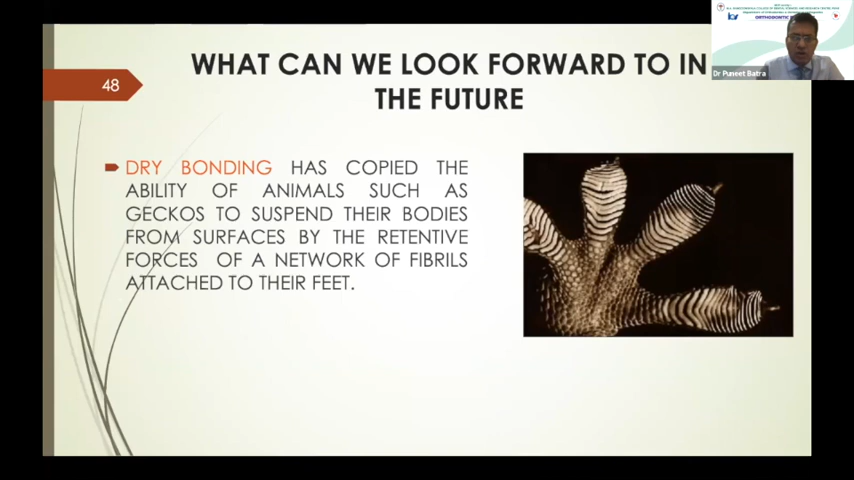 48
WHAT CAN WE LOOK FORWARD TO IN
THE FUTURE
DRY BONDING HAS COPIED THE
ABILITY OF ANIMALS SUCH AS
GECKOS TO SUSPEND THEIR BODIES
FROM SURFACES BY THE RETENTIVE
FORCES OF A NETWORK OF FIBRILS
ATTACHED TO THEIR FEET.
Dr Puneet Batra